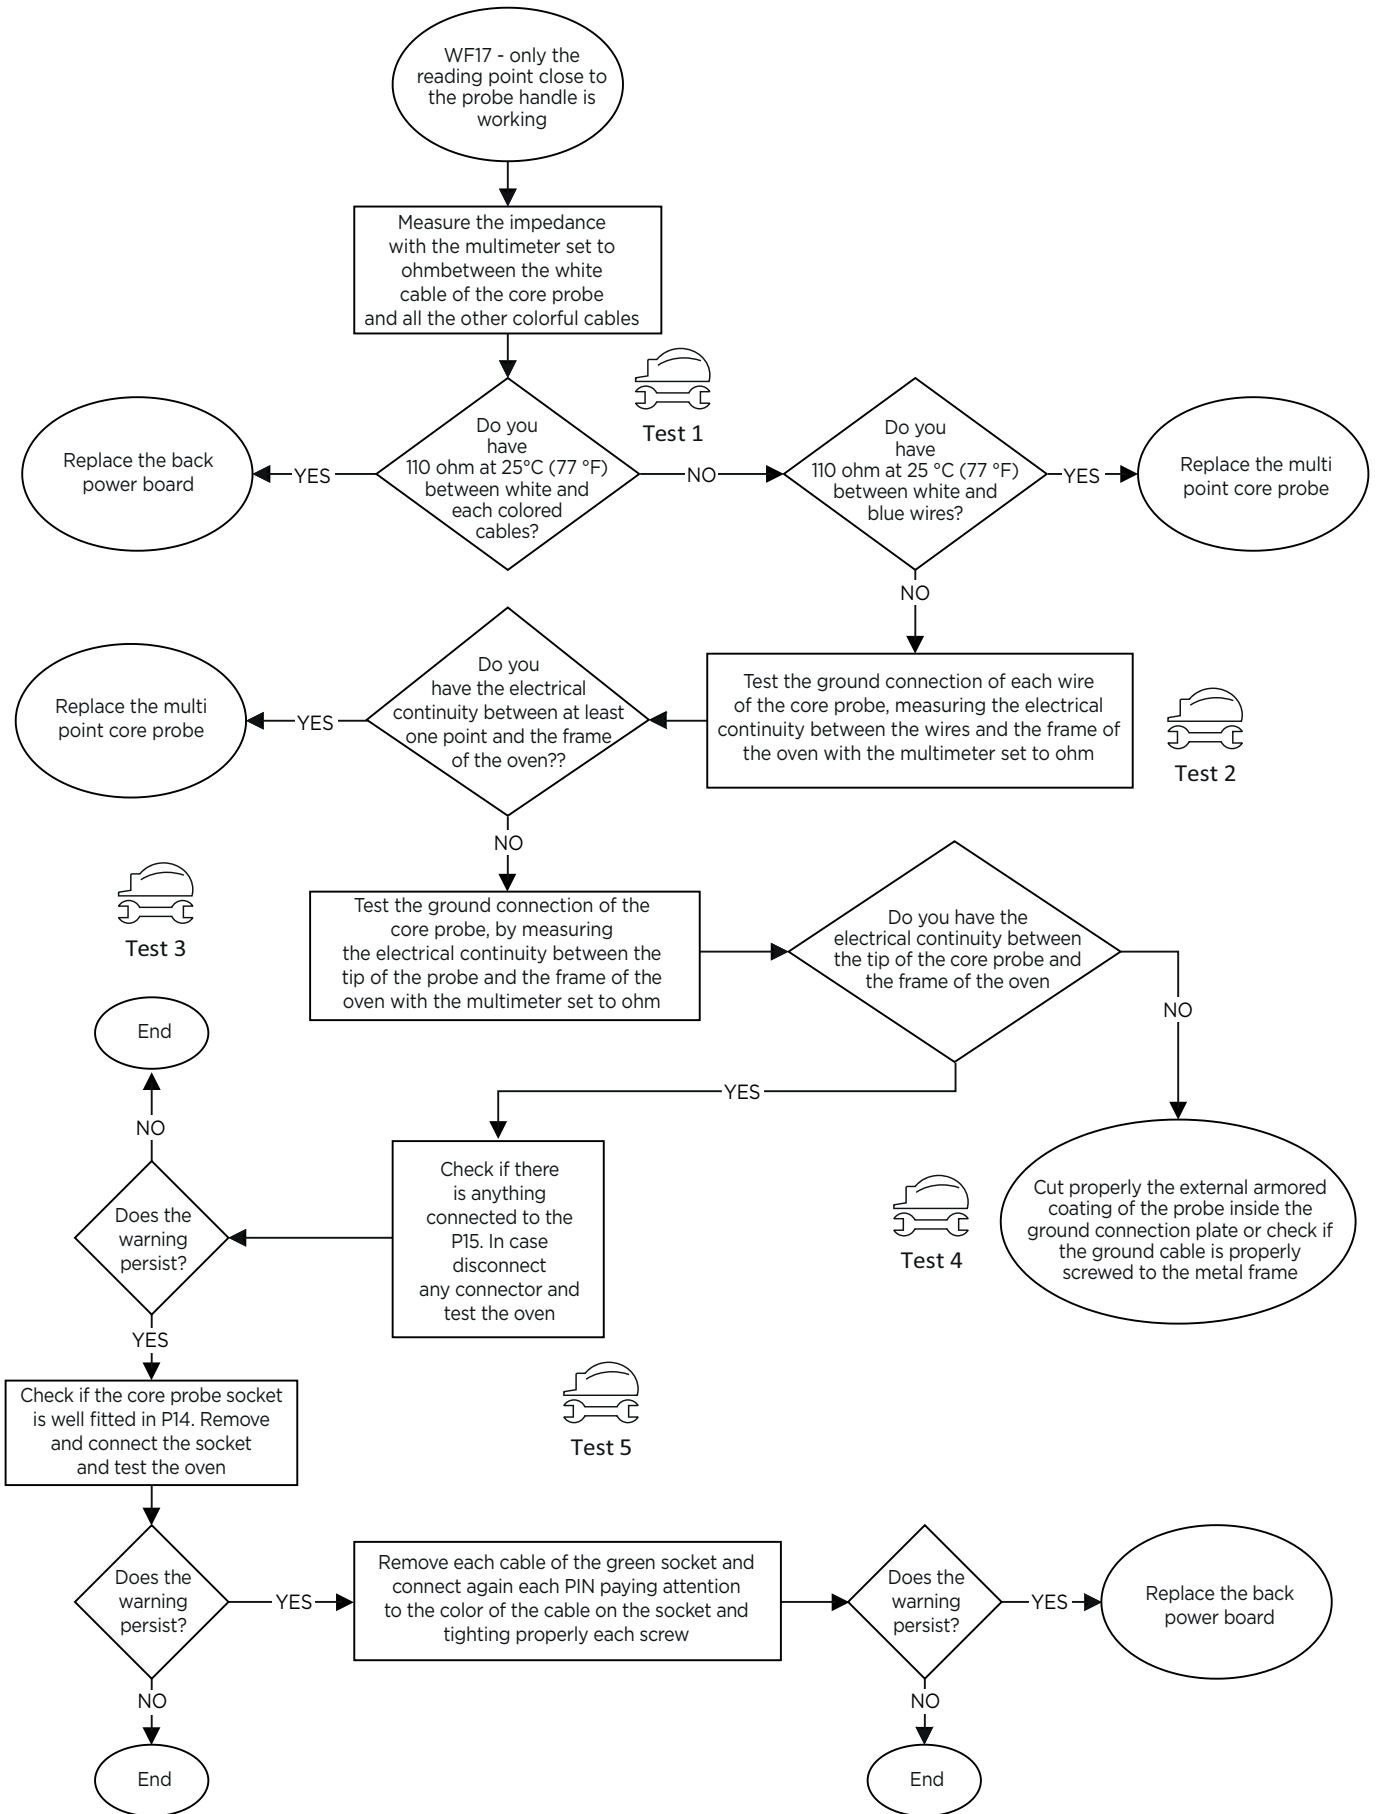 WF17 - only the
reading point close to
the probe handle is
working
Measure the impedance
with the multimeter set to
ohmbetween the white
cable of the core probe
and all the other colorful cables
Test 1
Do you
have
110 ohm at 25°C (77 °F)
between white and
each colored
cables?
YES
Replace the back
power board
NO
Do you
have
110 ohm at 25 °C (77 °F)
between white and
blue wires?
YES
Replace the multi
point core probe
NO
Test the ground connection of each wire
of the core probe, measuring the electrical
continuity between the wires and the frame of
the oven with the multimeter set to ohm
Test 2
Do you
have the electrical
continuity between at least
one point and the frame
of the oven??
YES
Replace the multi
point core probe
NO
Test 3
Test the ground connection of the
core probe, by measuring
the electrical continuity between the
tip of the probe and the frame of the
oven with the multimeter set to ohm
Do you have the
electrical continuity between
the tip of the core probe and
the frame of the oven
NO
Cut properly the external armored
coating of the probe inside the
ground connection plate or check if
the ground cable is properly
screwed to the metal frame
Test 4
YES
Check if there
is anything
connected to the
P15. In case
disconnect
any connector and
test the oven
Does the
warning
persist?
NO
End
YES
Check if the core probe socket
is well fitted in P14. Remove
and connect the socket
and test the oven
Test 5
Does the
warning
persist?
NO
End
YES
Remove each cable of the green socket and
connect again each PIN paying attention
to the color of the cable on the socket and
tighting properly each screw
Does the
warning
persist?
YES
Replace the back
power board
NO
End